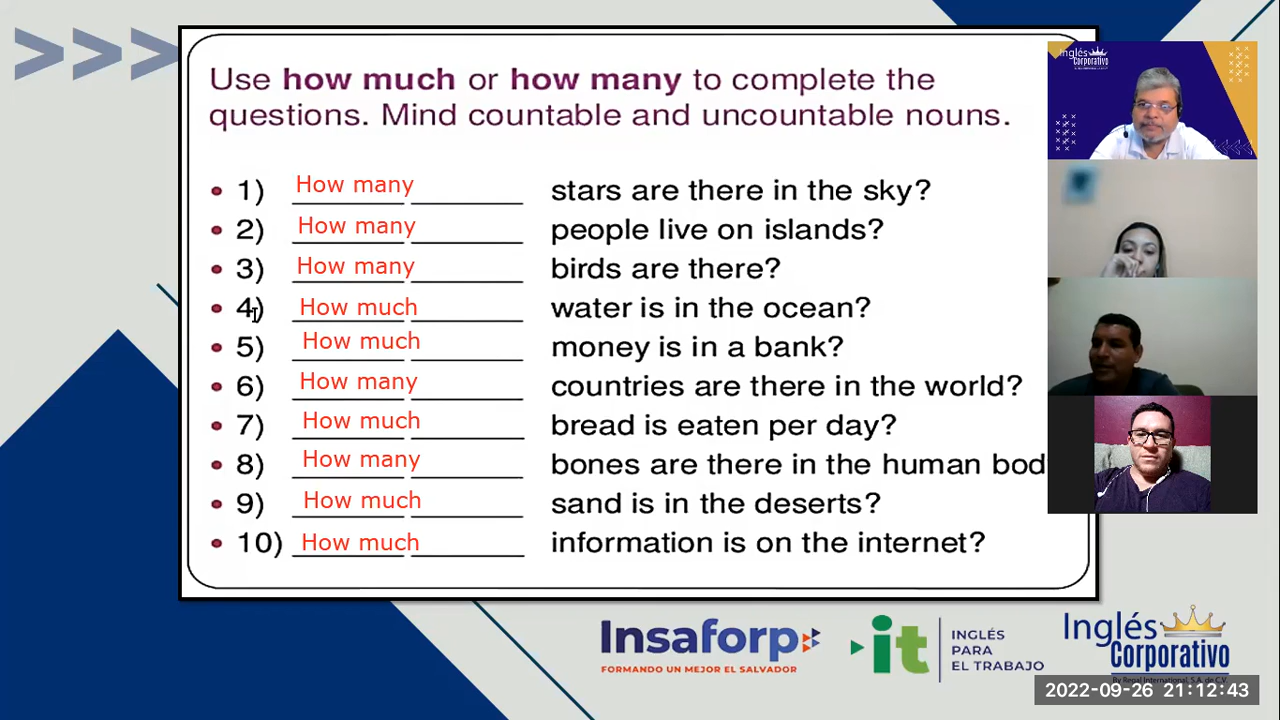 >>>
Use how much or how many to complete the
questions. Mind countable and uncountable nouns.
• 1) How many stars are there in the sky?
• 2) How many people live on islands?
• 3) How many birds are there?
• 4) How much water is in the ocean?
• 5) How much money is in a bank?
• 6) How many countries are there in the world?
• 7) How much bread is eaten per day?
• 8) How many bones are there in the human bod
• 9) How much sand is in the deserts?
• 10) How much information is on the internet?
Inglés
Corporativo
Insaforp
FORMANDO UN MEJOR EL SALVADOR
it
INGLÉS
PARA
EL TRABAJO
Inglés
Corporativo
By Repal International, S.A. de C.V.
2022-09-26 21:12:43